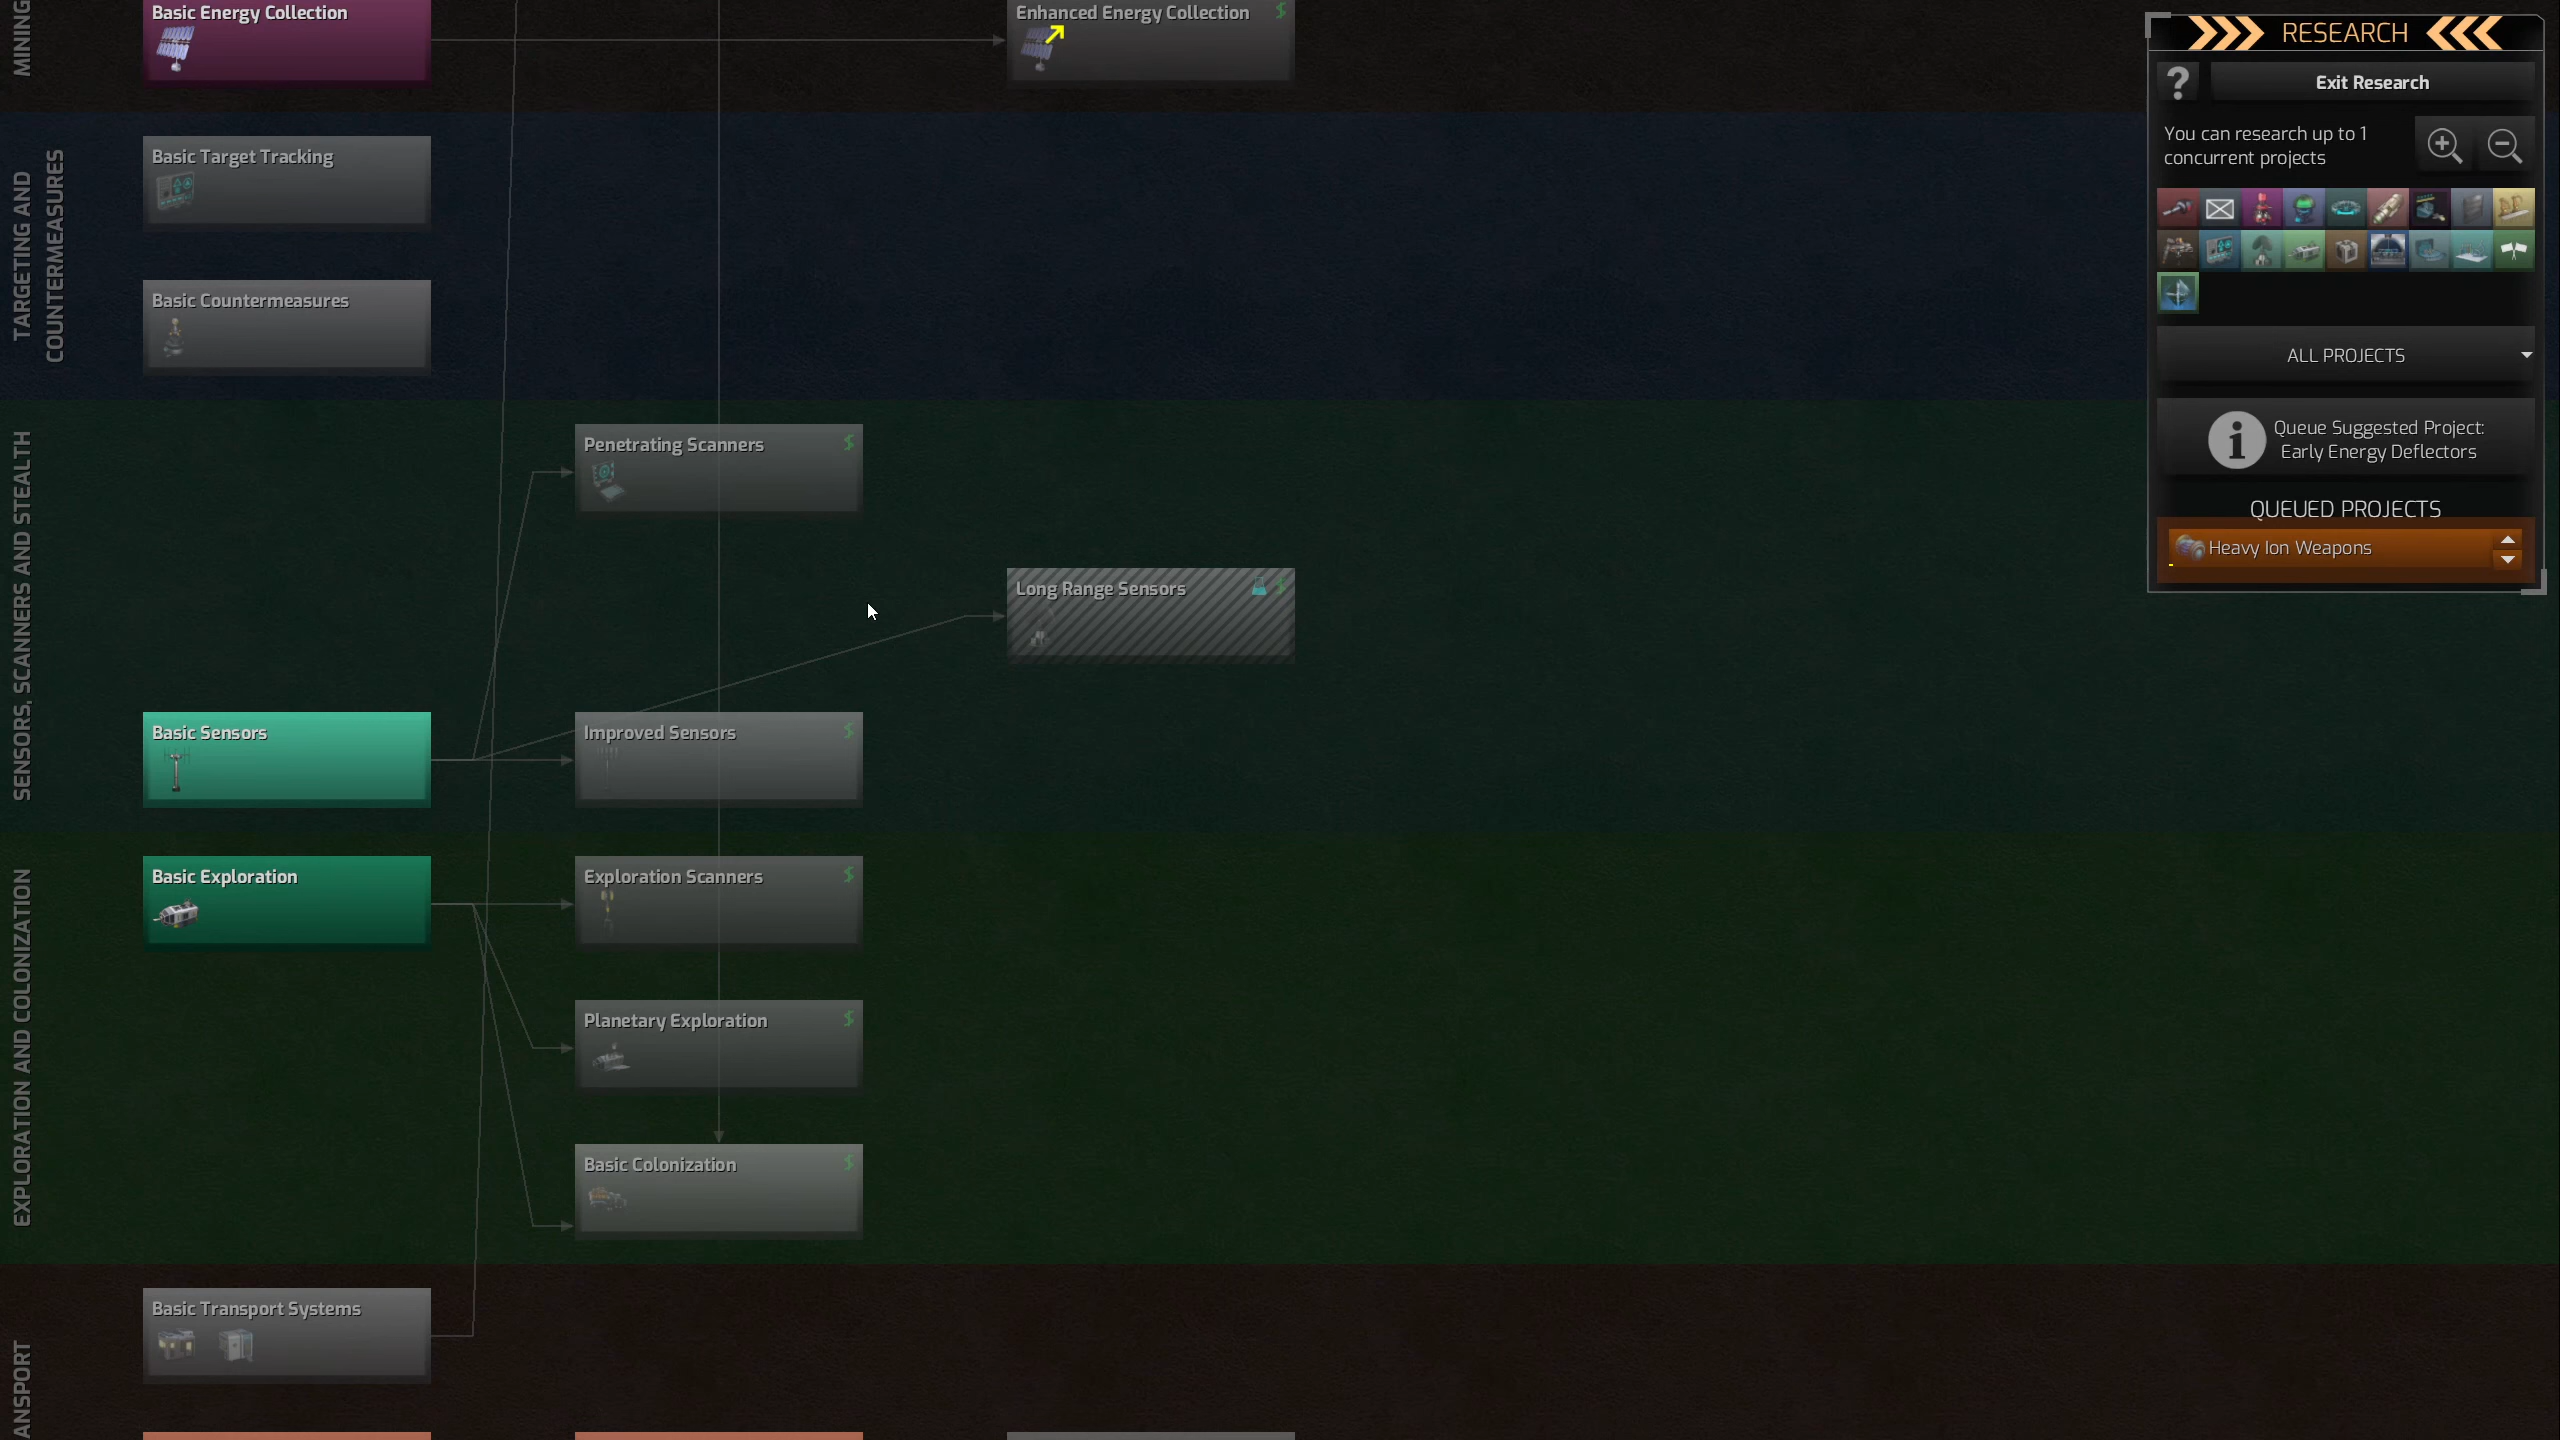 MINING
Basic Energy Collection
Enhanced Energy Collection
$
TARGETING AND
COUNTERMEASURES
Basic Target Tracking
Basic Countermeasures
SENSORS, SCANNERS AND STEALTH
Penetrating Scanners
$
Long Range Sensors
$
Basic Sensors
Improved Sensors
$
EXPLORATION AND COLONIZATION
Basic Exploration
Exploration Scanners
$
Planetary Exploration
$
Basic Colonization
$
ANSPORT
Basic Transport Systems
RESEARCH
?
Exit Research
You can research up to 1
concurrent projects
ALL PROJECTS
Queue Suggested Project:
Early Energy Deflectors
QUEUED PROJECTS
Heavy Ion Weapons